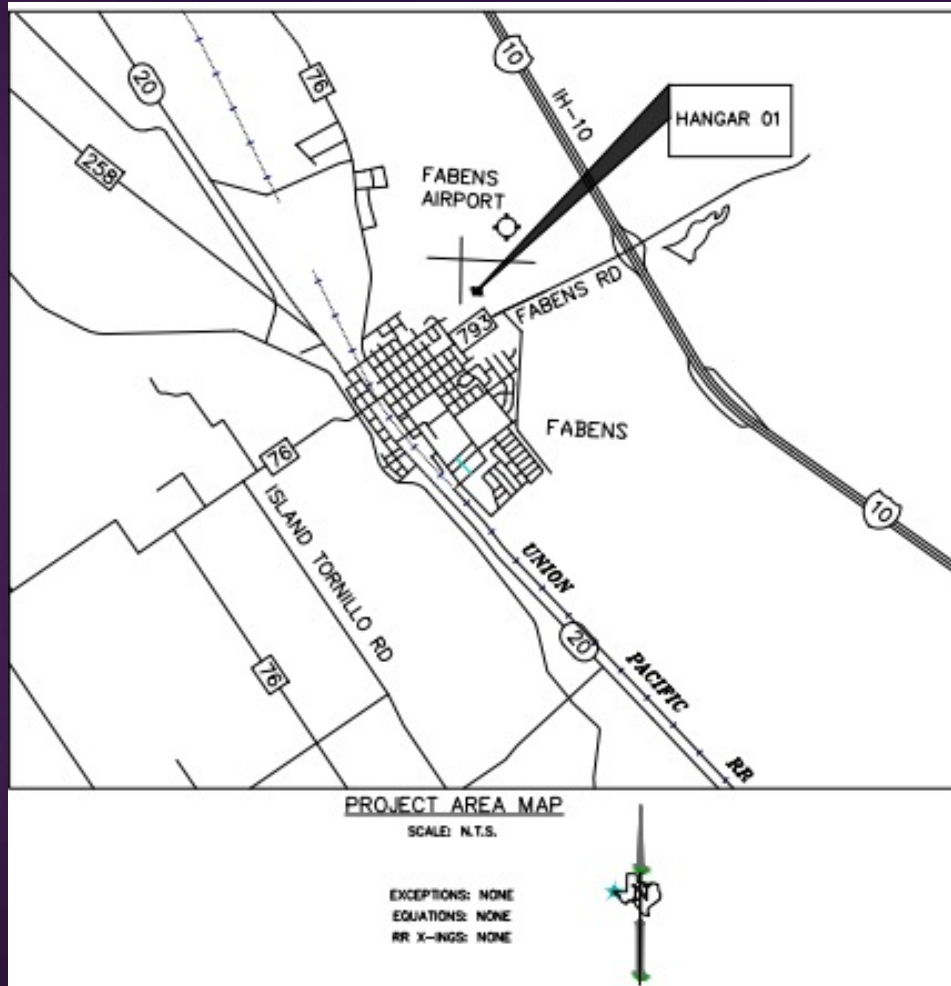 10
20
76
IH-10
HANGAR 01
258
FABENS
AIRPORT
FABENS RD
793
FABENS
76
ISLAND TORNILLO RD
10
UNION
20
76
PACIFIC
RR
PROJECT AREA MAP
SCALE: N.T.S.
EXCEPTIONS: NONE
EQUATIONS: NONE
RR X-INGS: NONE
N